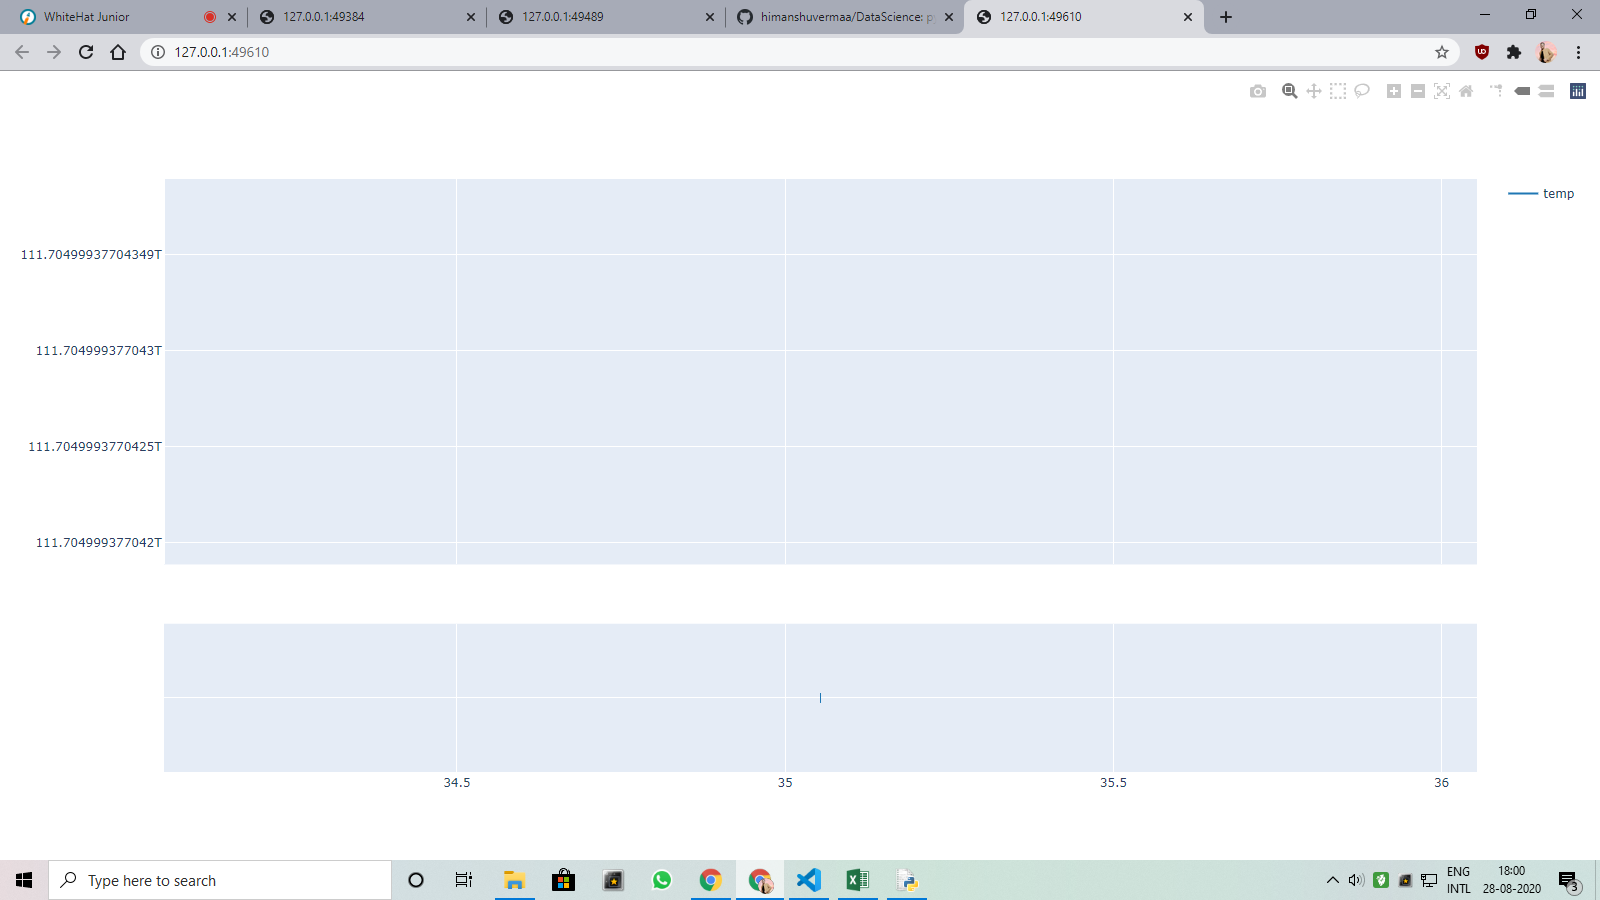 WhiteHat Junior
127.0.0.1:49384
127.0.0.1:49489
himanshuvermaa/DataScience: p
127.0.0.1:49610
127.0.0.1:49610
temp
111.70499937704349T
111.704999377043T
111.7049993770425T
111.704999377042T
34.5 35 35.5 36
Type here to search
ENG
INTL
18:00
28-08-2020
3